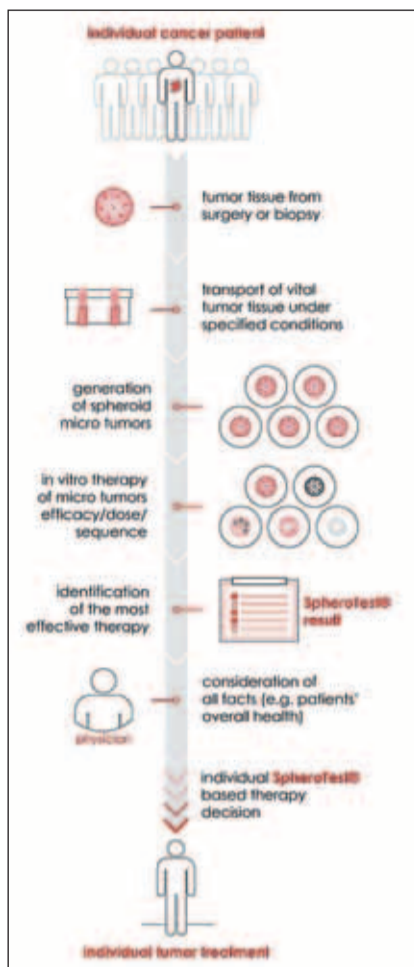 individual cancer patient
tumor tissue from
surgery or biopsy
transport of vital
tumor tissue under
specified conditions
generation
of spheroid
micro tumors
in vitro therapy
of micro tumors
efficacy/dose/
sequence
identification
of the most
effective therapy
SpheroTest®
result
physician
consideration of
all facts (e.g. patients'
overall health)
individual SpheroTest®
based therapy
decision
individual tumor treatment